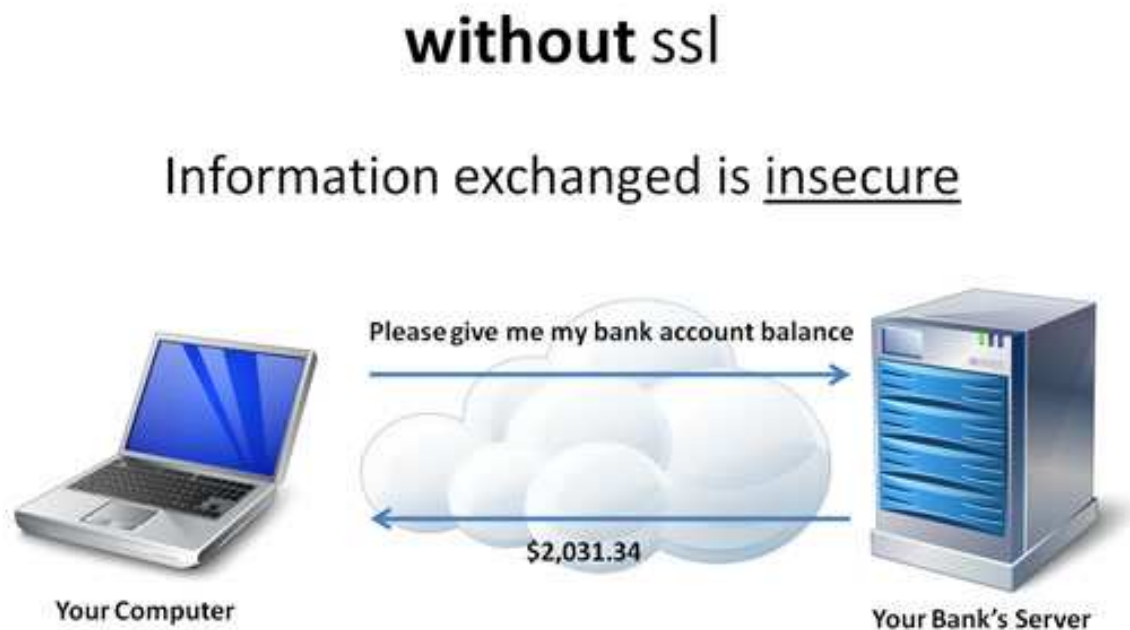 without ssl
Information exchanged is insecure
Please give me my bank account balance
$2,031.34
Your Computer
Your Bank's Server